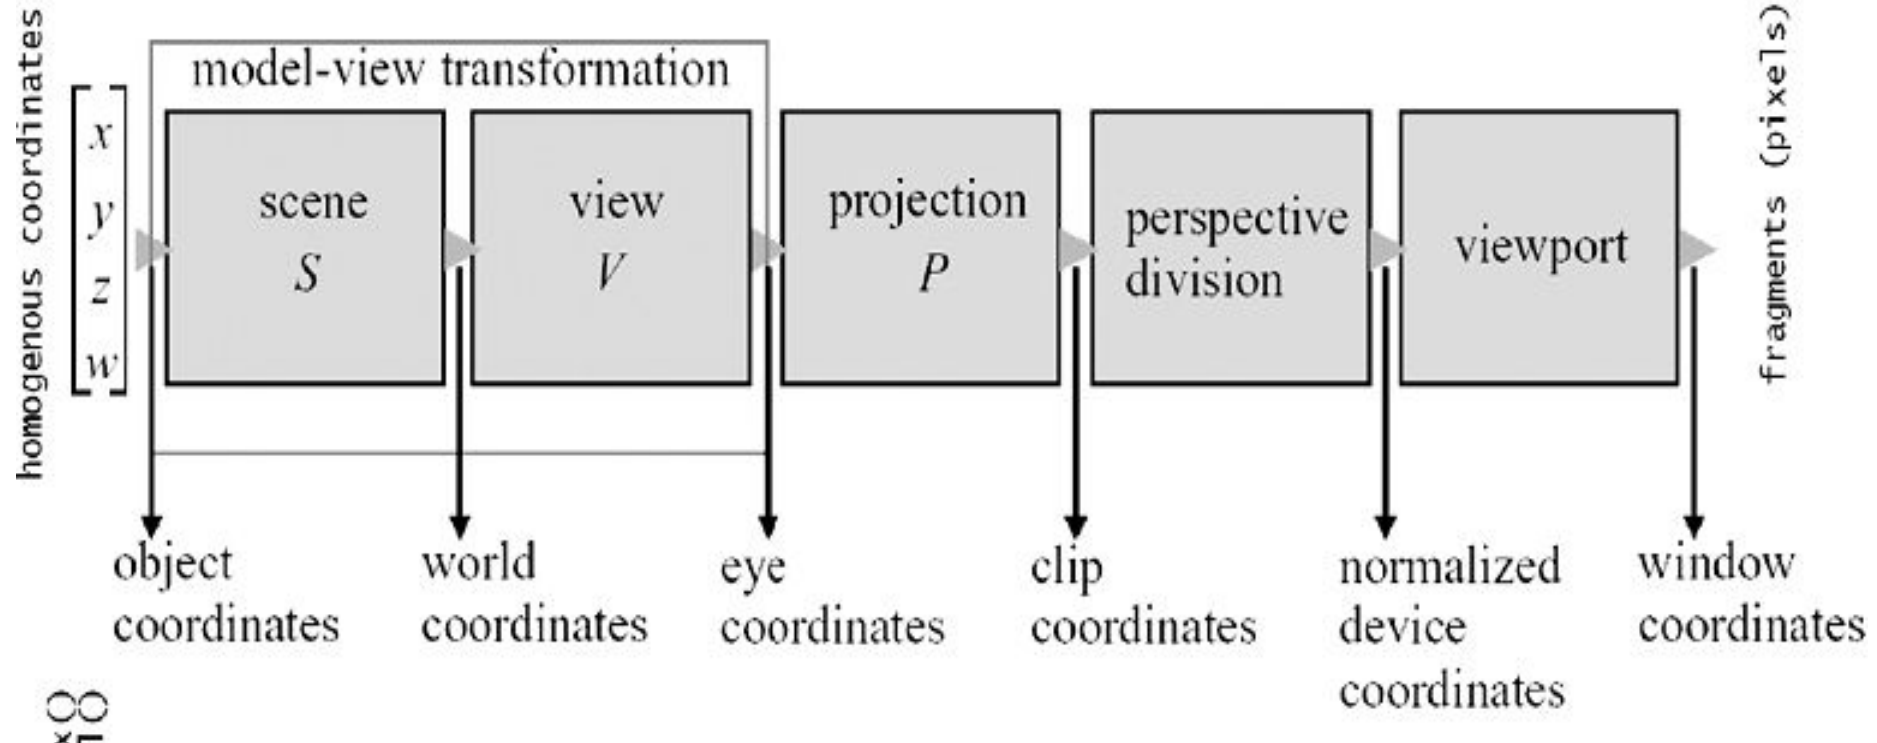 homogenous coordinates
x
y
z
w
model-view transformation
scene
S
view
V
projection
P
perspective
division
viewport
fragments (pixels)
object
coordinates
world
coordinates
eye
coordinates
clip
coordinates
normalized
device
coordinates
window
coordinates